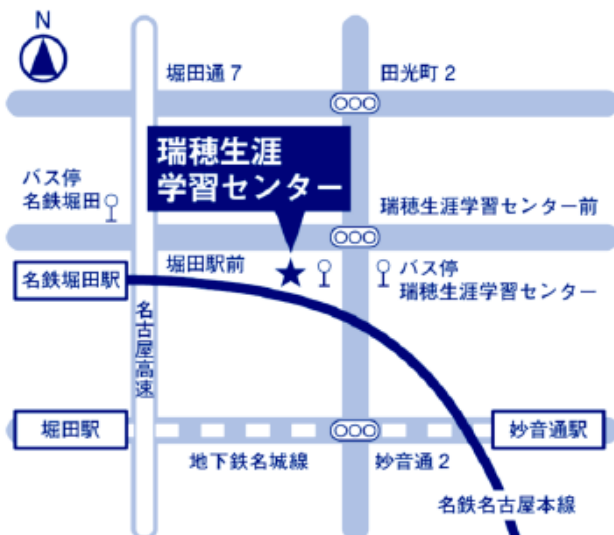 N
堀田通7
田光町2
瑞穂生涯
学習センター
バス停
名鉄堀田
瑞穂生涯学習センター前
堀田駅前
バス停
瑞穂生涯学習センター
名鉄堀田駅
名古屋高速
堀田駅
妙音通駅
地下鉄名城線
妙音通2
名鉄名古屋本線